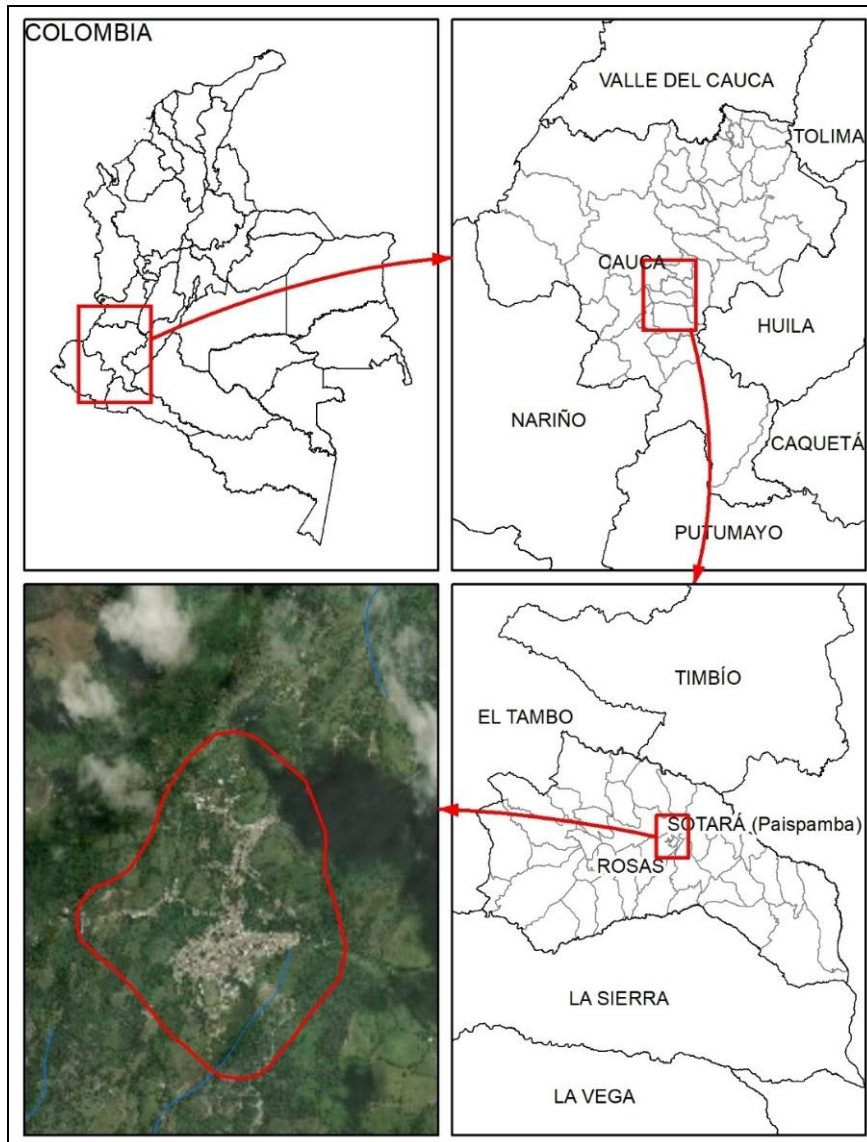 COLOMBIA
VALLE DEL CAUCA
TOLIMA
CAUCA
HUILA
NARIÑO
CAQUETÁ
PUTUMAYO
TIMBÍO
EL TAMBO
SOTARÁ (Paispamba)
ROSAS
LA SIERRA
LA VEGA